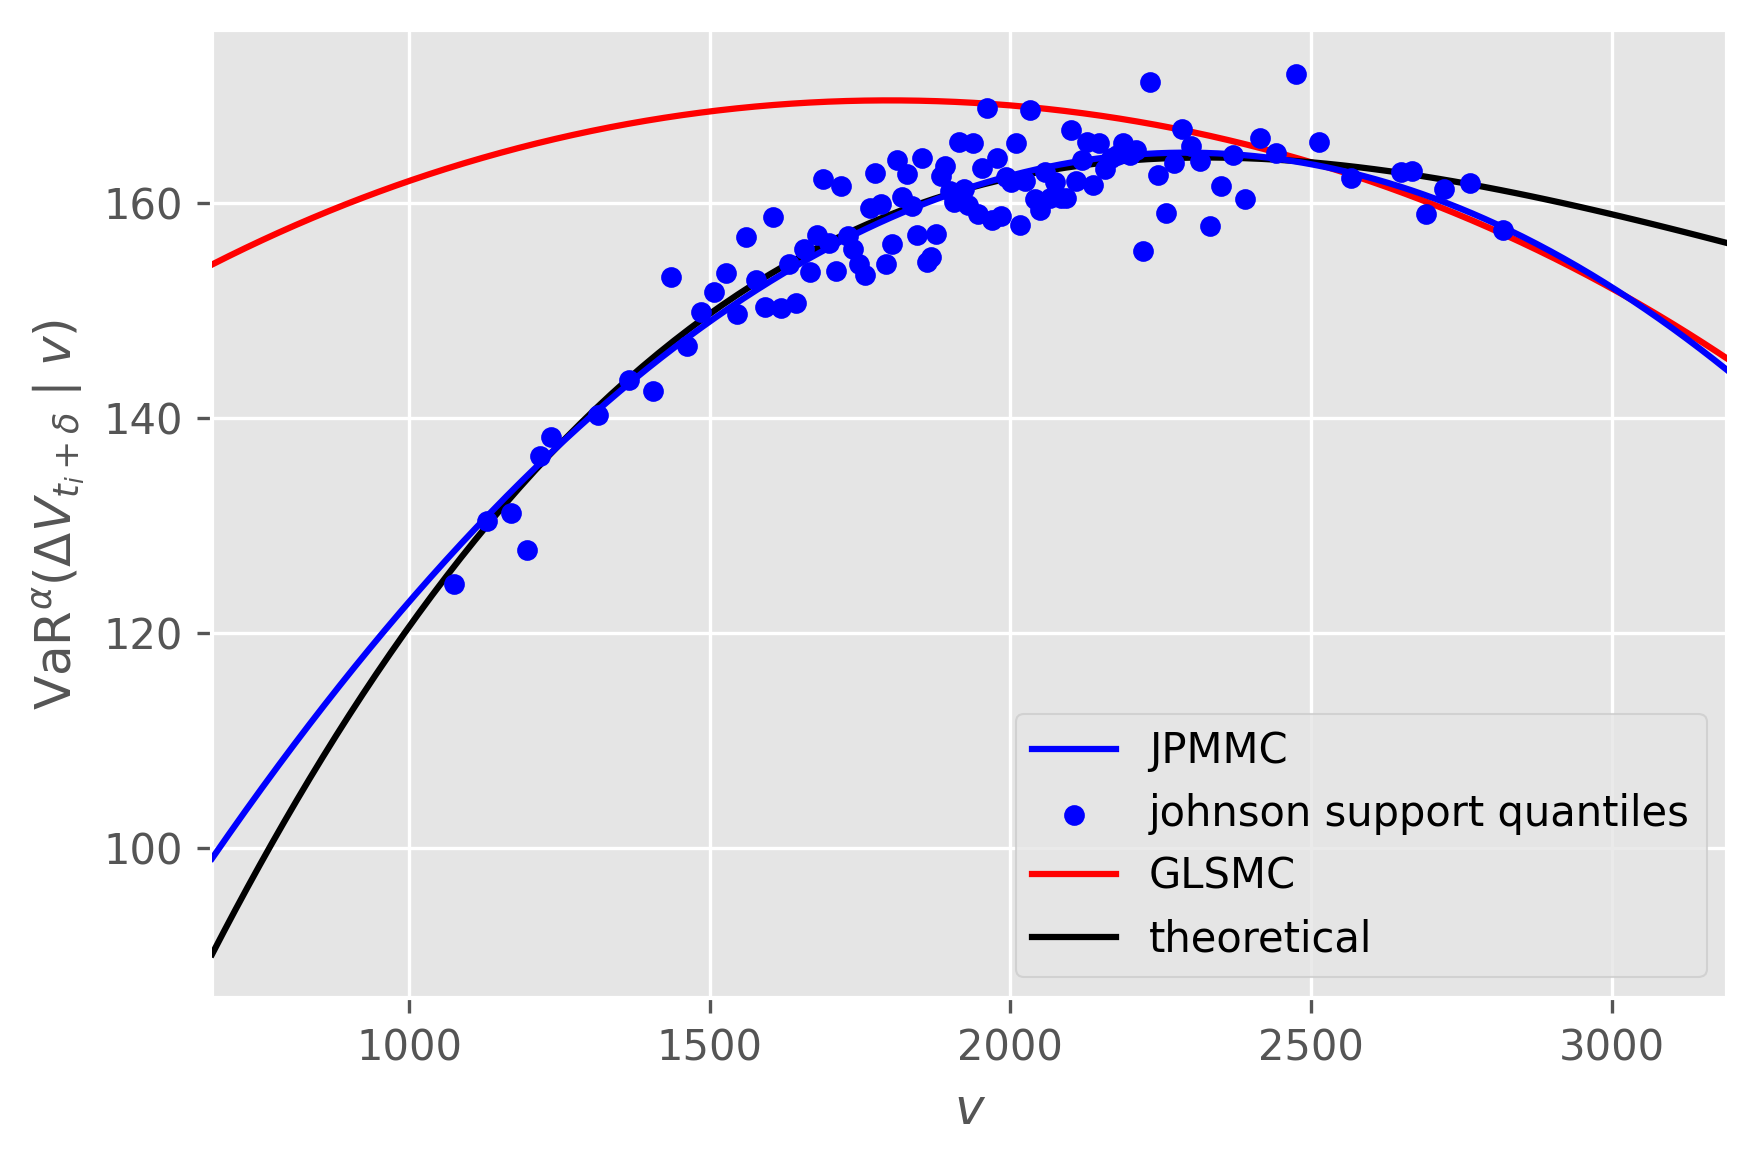 160
140
120
100
VaR^α(ΔV_{t_i+δ} | v)
1000 1500 2000 2500 3000
v
JPMMC
johnson support quantiles
GLSMC
theoretical